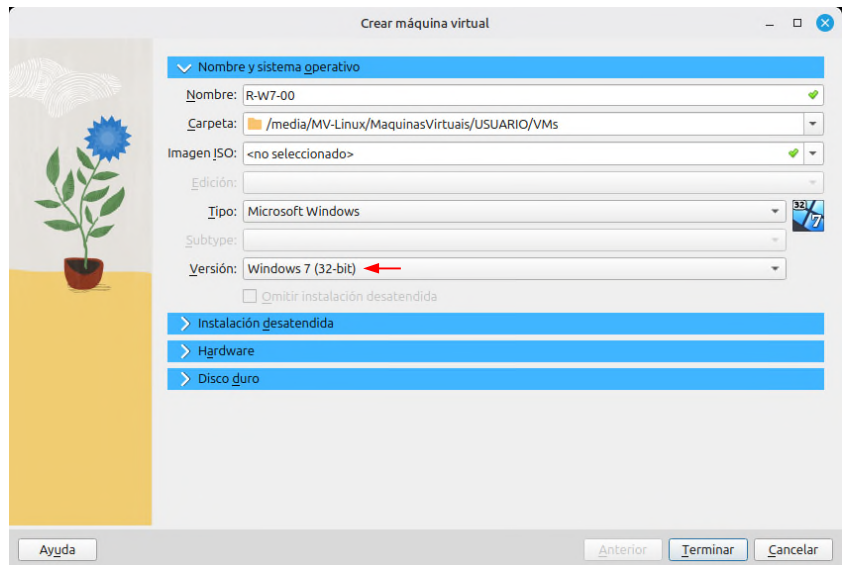 Crear máquina virtual
Nombre y sistema operativo
Nombre: R-W7-00
Carpeta: /media/MV-Linux/MaquinasVirtuais/USUARIO/VMs
Imagen ISO: <no seleccionado>
Edición:
Tipo: Microsoft Windows
32 7
Subtype:
Versión: Windows 7 (32-bit)
Omitir instalación desatendida
Instalación desatendida
Hardware
Disco duro
Ayuda Anterior Terminar Cancelar